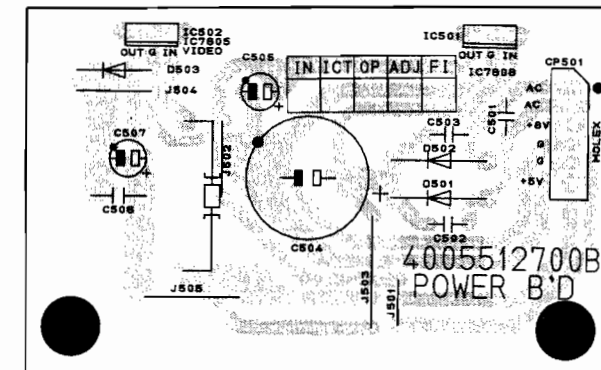 IC502
IC7805
OUT G IN VIDEO
D503
J504
C505
IN ICT OP ADJ FI
IC501
OUT G IN
IC7808
CP501
AC
AC
+8V
G
G
+5V
MOLEX
C501
C503
D502
D501
C502
C507
+
C508
J502
+
C504
+
J505
J503
J501
4005512700B
POWER B'D